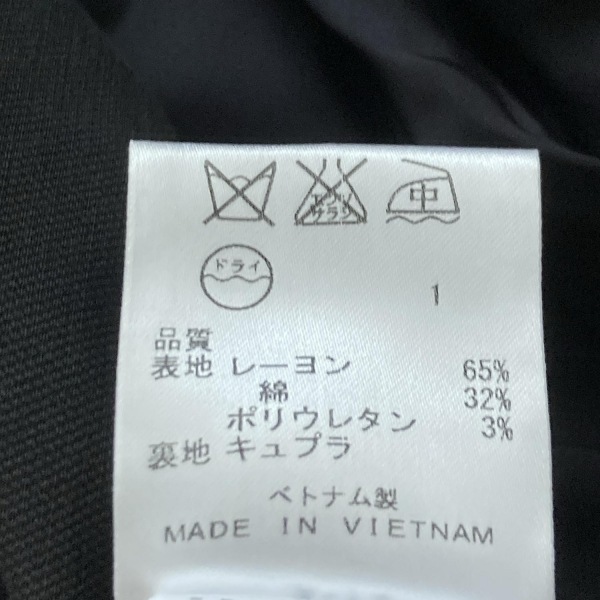 エンソ
サラシ
中
ドライ
1
品質
表地 レーヨン 65%
綿 32%
ポリウレタン 3%
裏地 キュプラ
ベトナム製
MADE IN VIETNAM